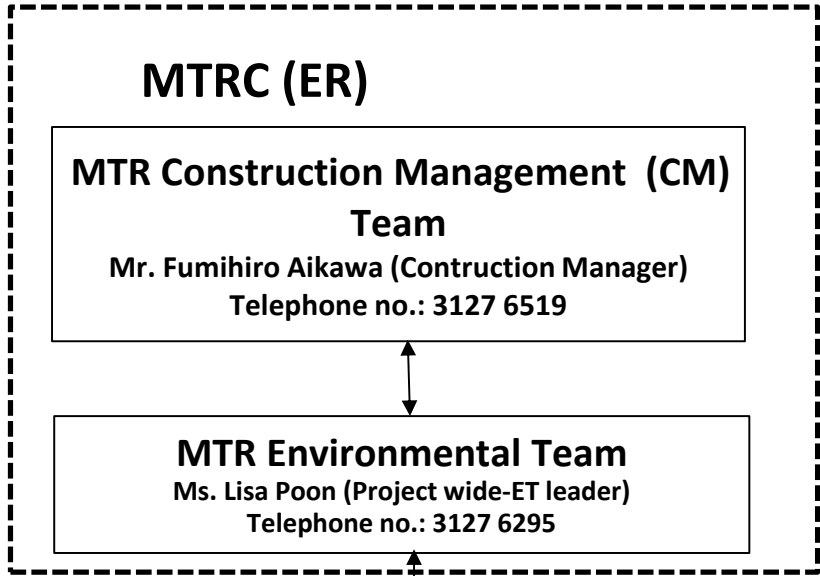 MTRC (ER)
MTR Construction Management (CM)
Team
Mr. Fumihiro Aikawa (Contruction Manager)
Telephone no.: 3127 6519
MTR Environmental Team
Ms. Lisa Poon (Project wide-ET leader)
Telephone no.: 3127 6295